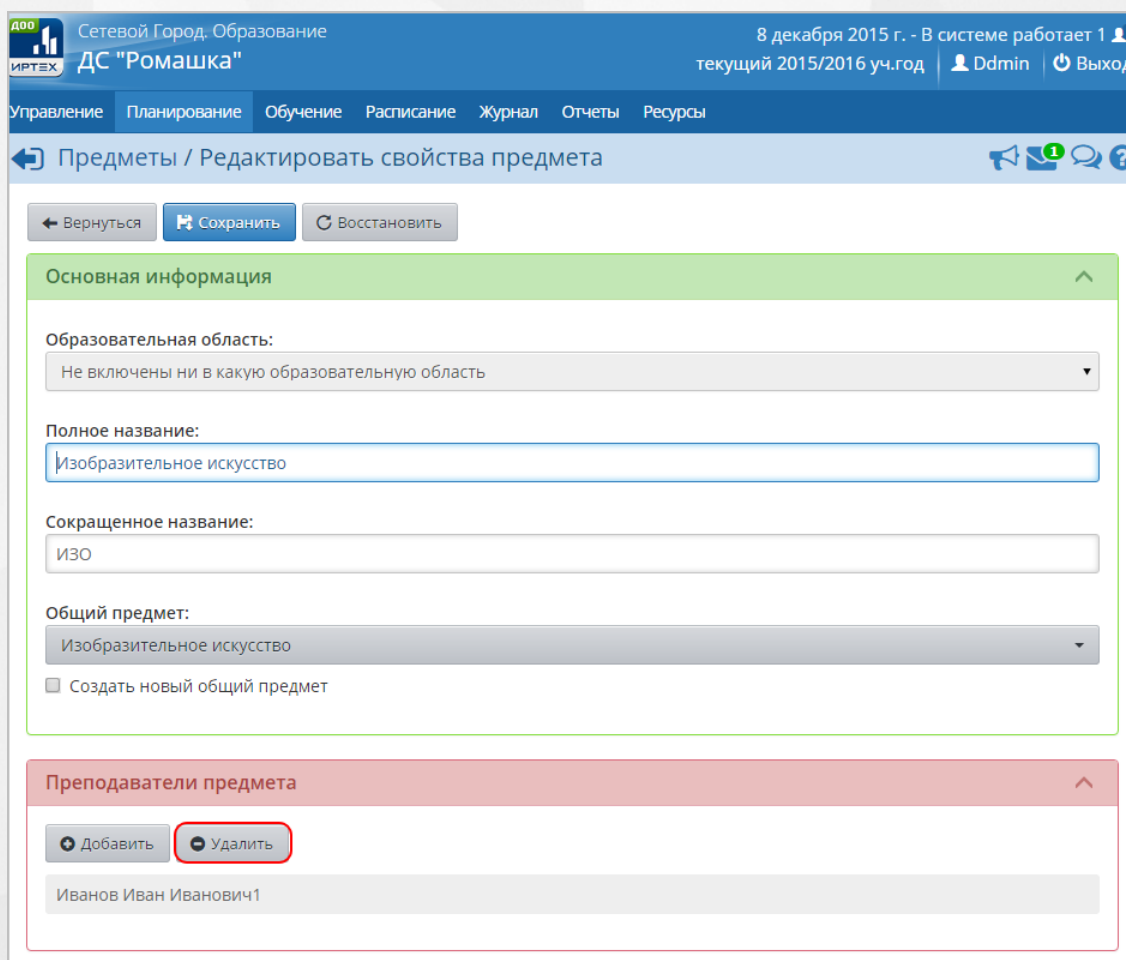 ДОО
ИРТЕХ
Сетевой Город. Образование
ДС "Ромашка"
8 декабря 2015 г. - В системе работает 1
текущий 2015/2016 уч.год Ddmin Выход
Управление Планирование Обучение Расписание Журнал Отчеты Ресурсы
Предметы / Редактировать свойства предмета
1
Вернуться Сохранить Восстановить
Основная информация
Образовательная область:
Не включены ни в какую образовательную область
Полное название:
Изобразительное искусство
Сокращенное название:
ИЗО
Общий предмет:
Изобразительное искусство
Создать новый общий предмет
Преподаватели предмета
Добавить Удалить
Иванов Иван Иванович1